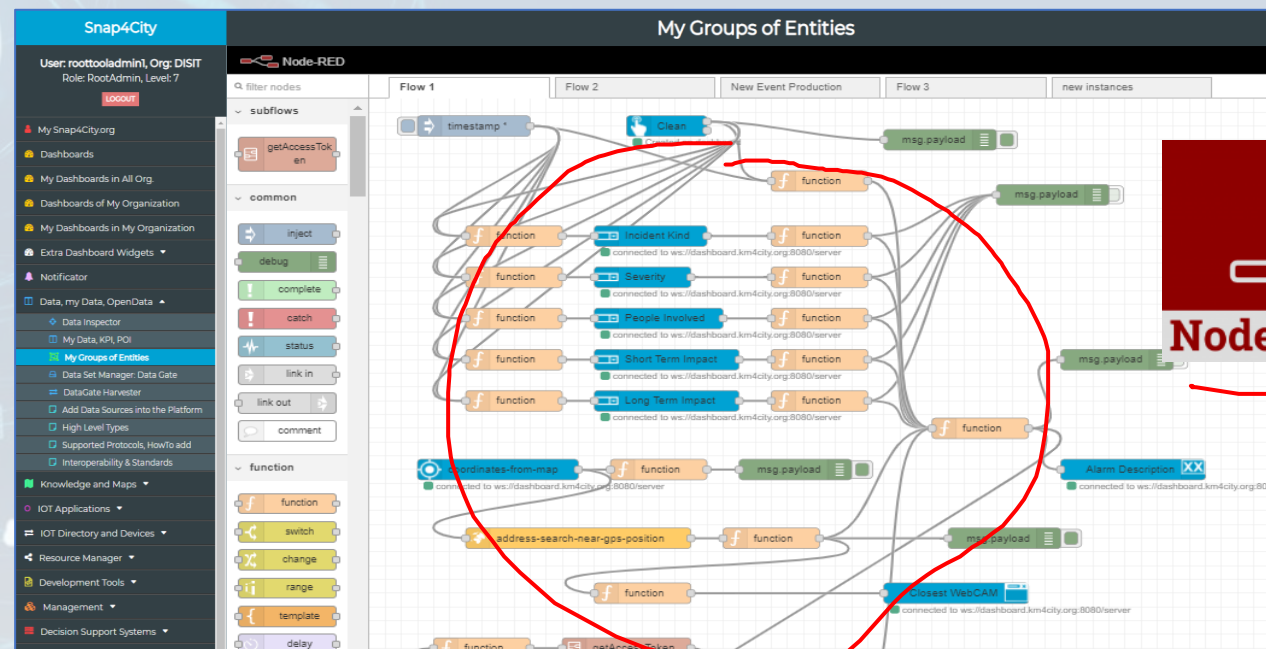 Snap4City
My Groups of Entities
User: roottooladmin1, Org: DISIT
Role: RootAdmin, Level: 7
LOGOUT
My Snap4City.org
Dashboards
My Dashboards in All Org.
Dashboards of My Organization
My Dashboards in My Organization
Extra Dashboard Widgets
Notificator
Data, my Data, OpenData
Data Inspector
My Data, KPI, POI
My Groups of Entities
Data Set Manager: Data Gate
DataGate Harvester
Add Data Sources into the Platform
High Level Types
Supported Protocols, HowTo add
Interoperability & Standards
Knowledge and Maps
IOT Applications
IOT Directory and Devices
Resource Manager
Development Tools
Management
Decision Support Systems
Node-RED
filter nodes
subflows
getAccessTok
en
common
inject
debug
complete
catch
status
link in
link out
comment
function
function
switch
change
range
template
delay
Flow 1
Flow 2
New Event Production
Flow 3
new instances
timestamp *
Clean
msg.payload
function
msg.payload
function
Incident Kind
function
connected to ws://dashboard.km4city.org:8080/server
function
Severity
function
connected to ws://dashboard.km4city.org:8080/server
function
People Involved
function
connected to ws://dashboard.km4city.org:8080/server
function
Short Term Impact
function
msg.payload
connected to ws://dashboard.km4city.org:8080/server
function
Long Term Impact
function
connected to ws://dashboard.km4city.org:8080/server
function
coordinates-from-map
function
msg.payload
Alarm Description
connected to ws://dashboard.km4city.org:8080/server
connected to ws://dashboard.km4city.org:80
address-search-near-gps-position
function
msg.payload
function
Closest WebCAM
connected to ws://dashboard.km4city.org:8080/server
function
getAccessToken
Node